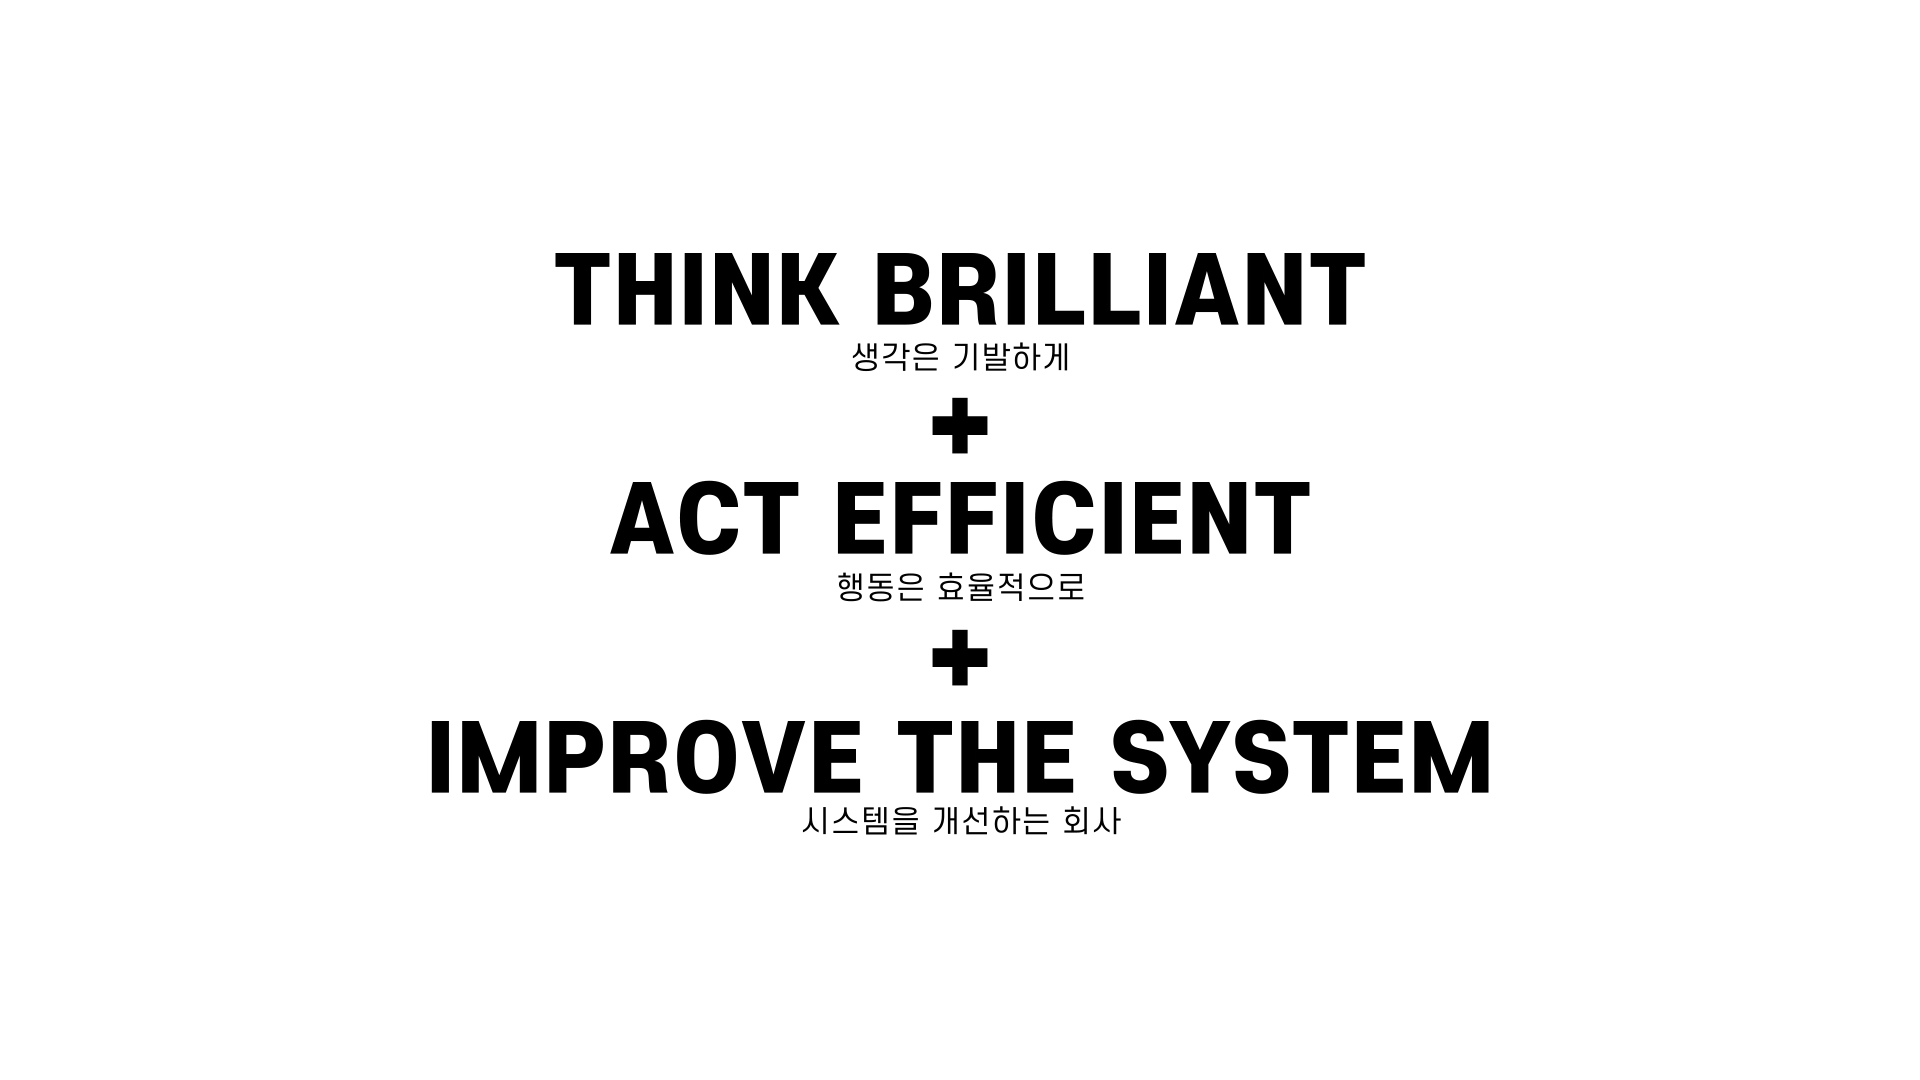 THINK BRILLIANT
생각은 기발하게
+
ACT EFFICIENT
행동은 효율적으로
+
IMPROVE THE SYSTEM
시스템을 개선하는 회사